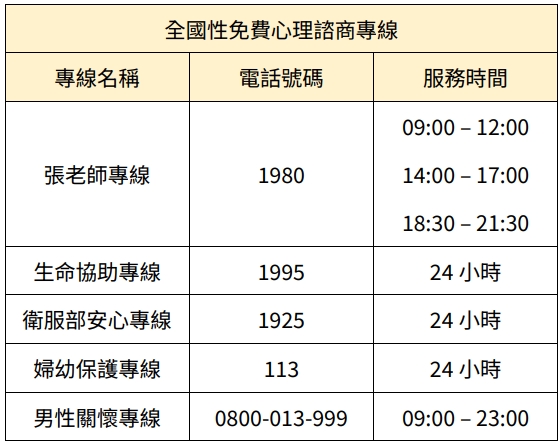 全國性免費心理諮商專線
專線名稱 電話號碼 服務時間
張老師專線 1980 09:00 – 12:00
14:00 – 17:00
18:30 – 21:30
生命協助專線 1995 24 小時
衛服部安心專線 1925 24 小時
婦幼保護專線 113 24 小時
男性關懷專線 0800-013-999 09:00 – 23:00